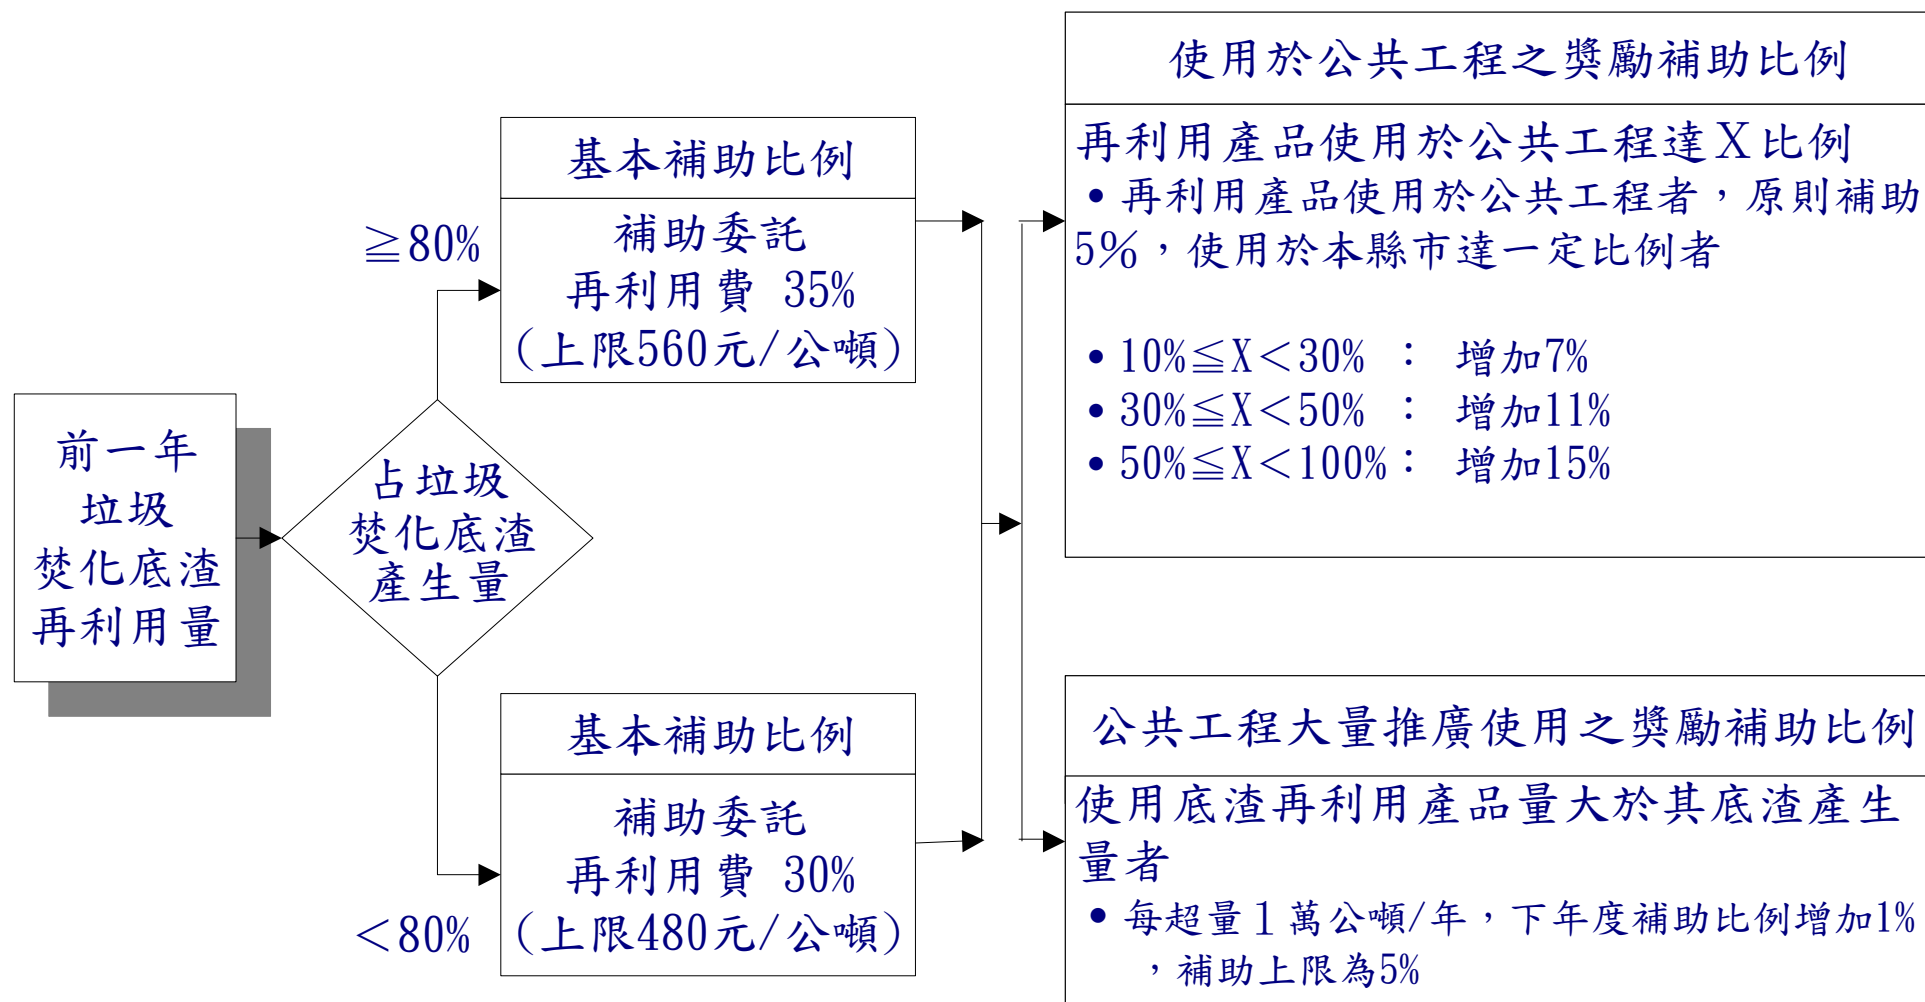 前一年
垃圾
焚化底渣
再利用量
占垃圾
焚化底渣
產生量
≧80%
基本補助比例
補助委託
再利用費 35%
(上限560元/公噸)
<80%
基本補助比例
補助委託
再利用費 30%
(上限480元/公噸)
使用於公共工程之獎勵補助比例
再利用產品使用於公共工程達X比例
•再利用產品使用於公共工程者，原則補助
5%，使用於本縣市達一定比例者
•10%≦X<30% : 增加7%
•30%≦X<50% : 增加11%
•50%≦X<100%: 增加15%
公共工程大量推廣使用之獎勵補助比例
使用底渣再利用產品量大於其底渣產生
量者
•每超量1萬公噸/年，下年度補助比例增加1%
，補助上限為5%